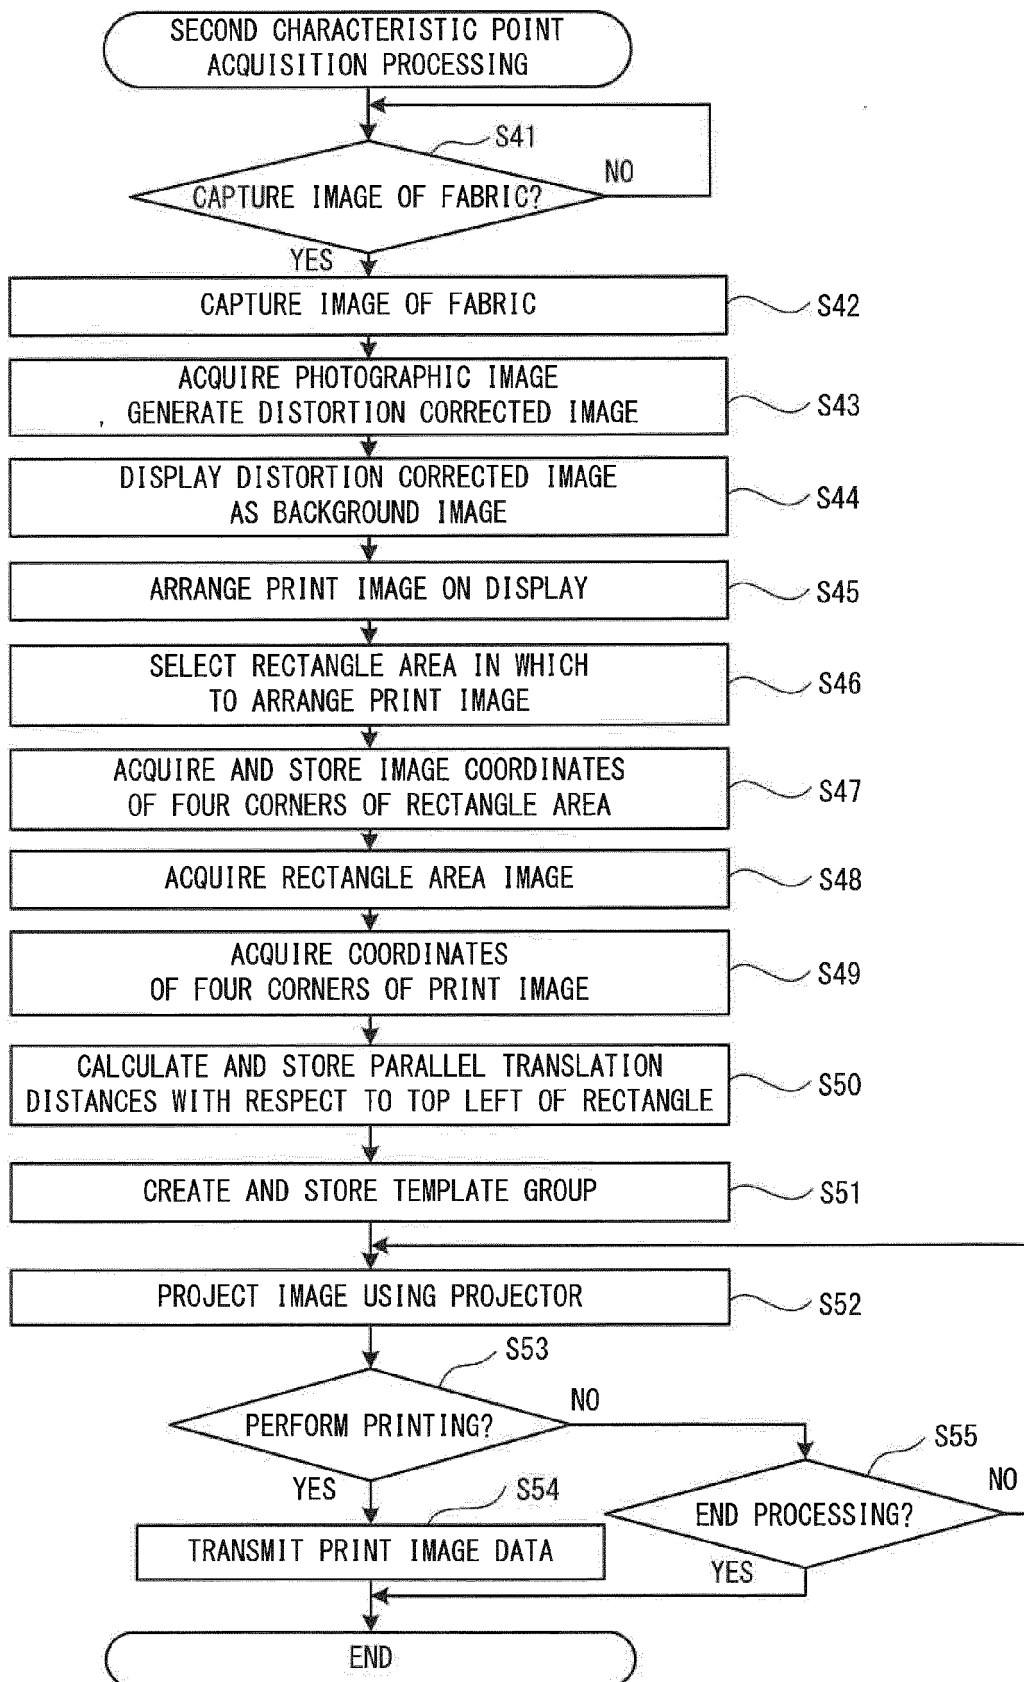 SECOND CHARACTERISTIC POINT
ACQUISITION PROCESSING
S41
NO
CAPTURE IMAGE OF FABRIC?
YES
CAPTURE IMAGE OF FABRIC
S42
ACQUIRE PHOTOGRAPHIC IMAGE
GENERATE DISTORTION CORRECTED IMAGE
S43
DISPLAY DISTORTION CORRECTED IMAGE
AS BACKGROUND IMAGE
S44
ARRANGE PRINT IMAGE ON DISPLAY
S45
SELECT RECTANGLE AREA IN WHICH
TO ARRANGE PRINT IMAGE
S46
ACQUIRE AND STORE IMAGE COORDINATES
OF FOUR CORNERS OF RECTANGLE AREA
S47
ACQUIRE RECTANGLE AREA IMAGE
S48
ACQUIRE COORDINATES
OF FOUR CORNERS OF PRINT IMAGE
S49
CALCULATE AND STORE PARALLEL TRANSLATION
DISTANCES WITH RESPECT TO TOP LEFT OF RECTANGLE
S50
CREATE AND STORE TEMPLATE GROUP
S51
PROJECT IMAGE USING PROJECTOR
S52
S53
NO
PERFORM PRINTING?
YES
S55
NO
END PROCESSING?
YES
S54
TRANSMIT PRINT IMAGE DATA
END